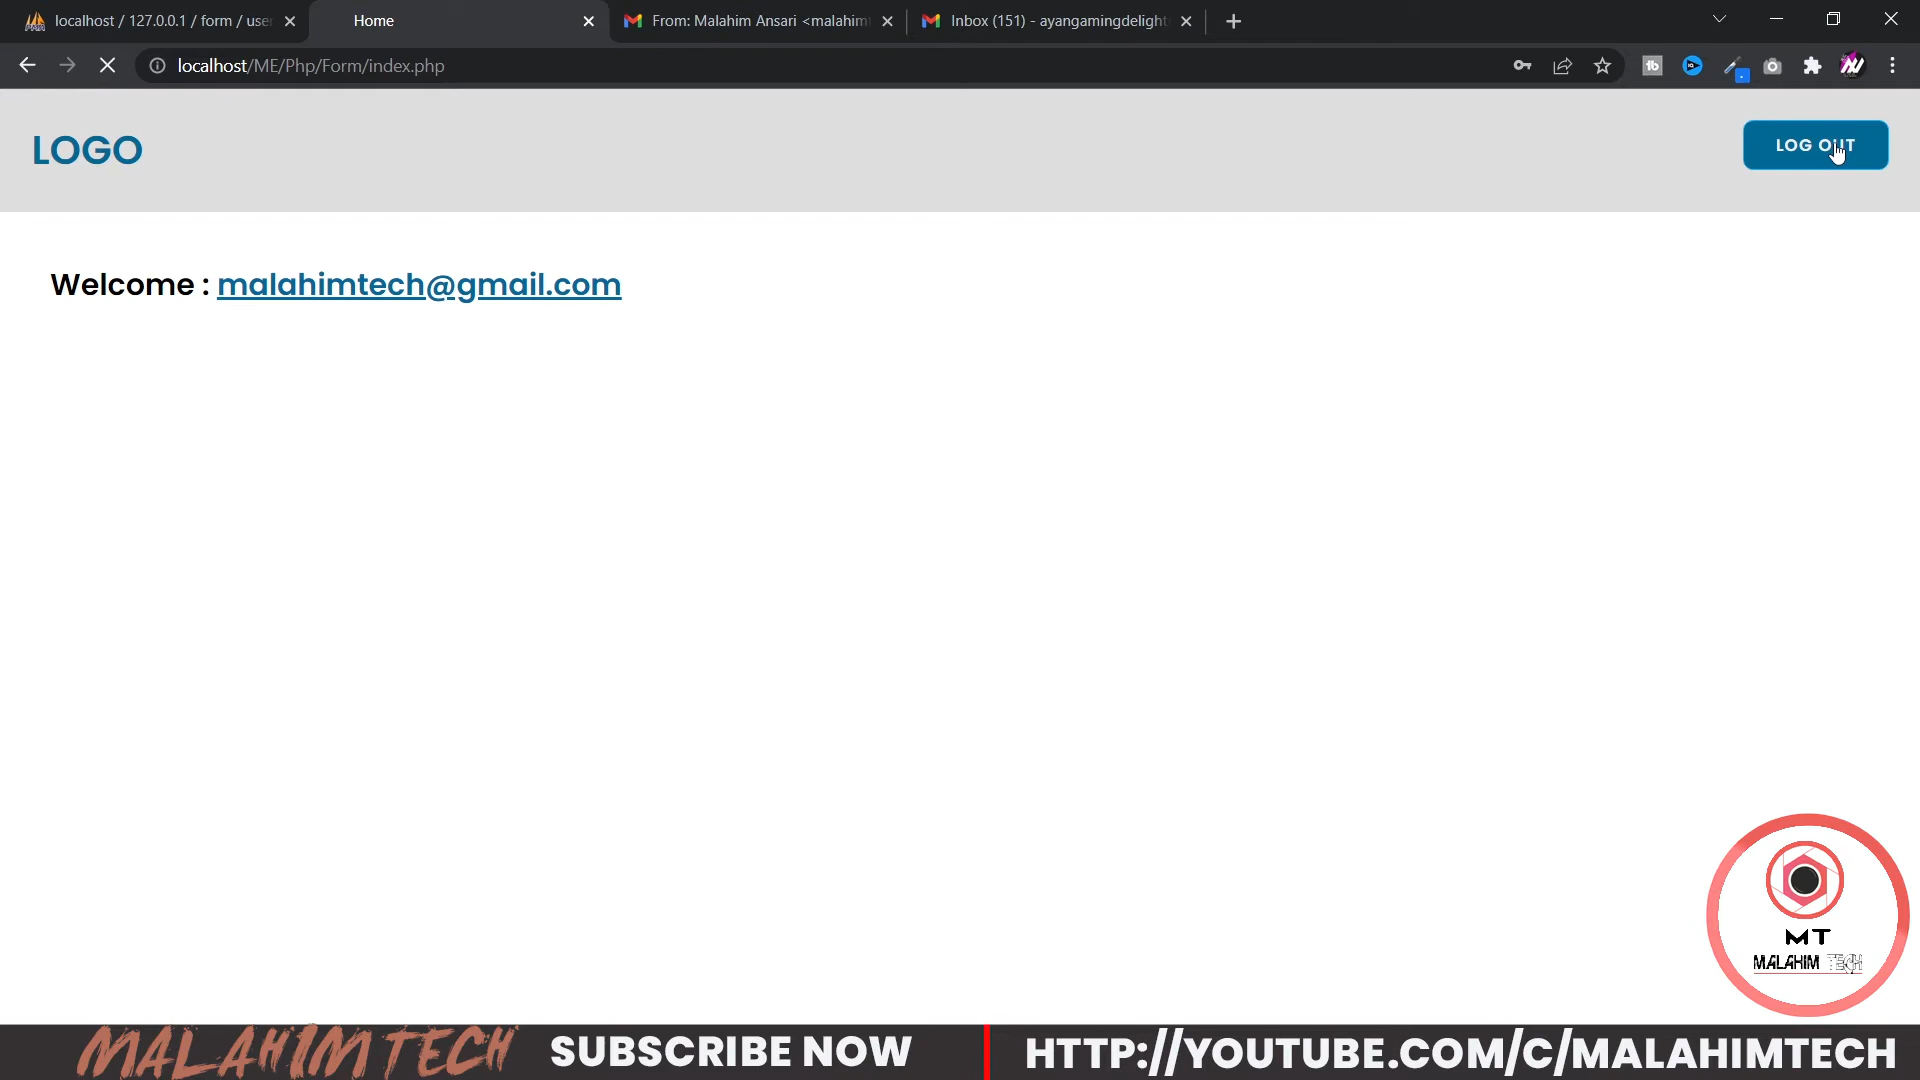 localhost / 127.0.0.1 / form / use
Home
From: Malahim Ansari <malahim
Inbox (151) - ayangamingdelight
localhost/ME/Php/Form/index.php
LOGO
LOG OUT
Welcome : malahimtech@gmail.com
MT
MALAHIM TECH
MALAHIM TECH
SUBSCRIBE NOW
HTTP://YOUTUBE.COM/C/MALAHIMTECH